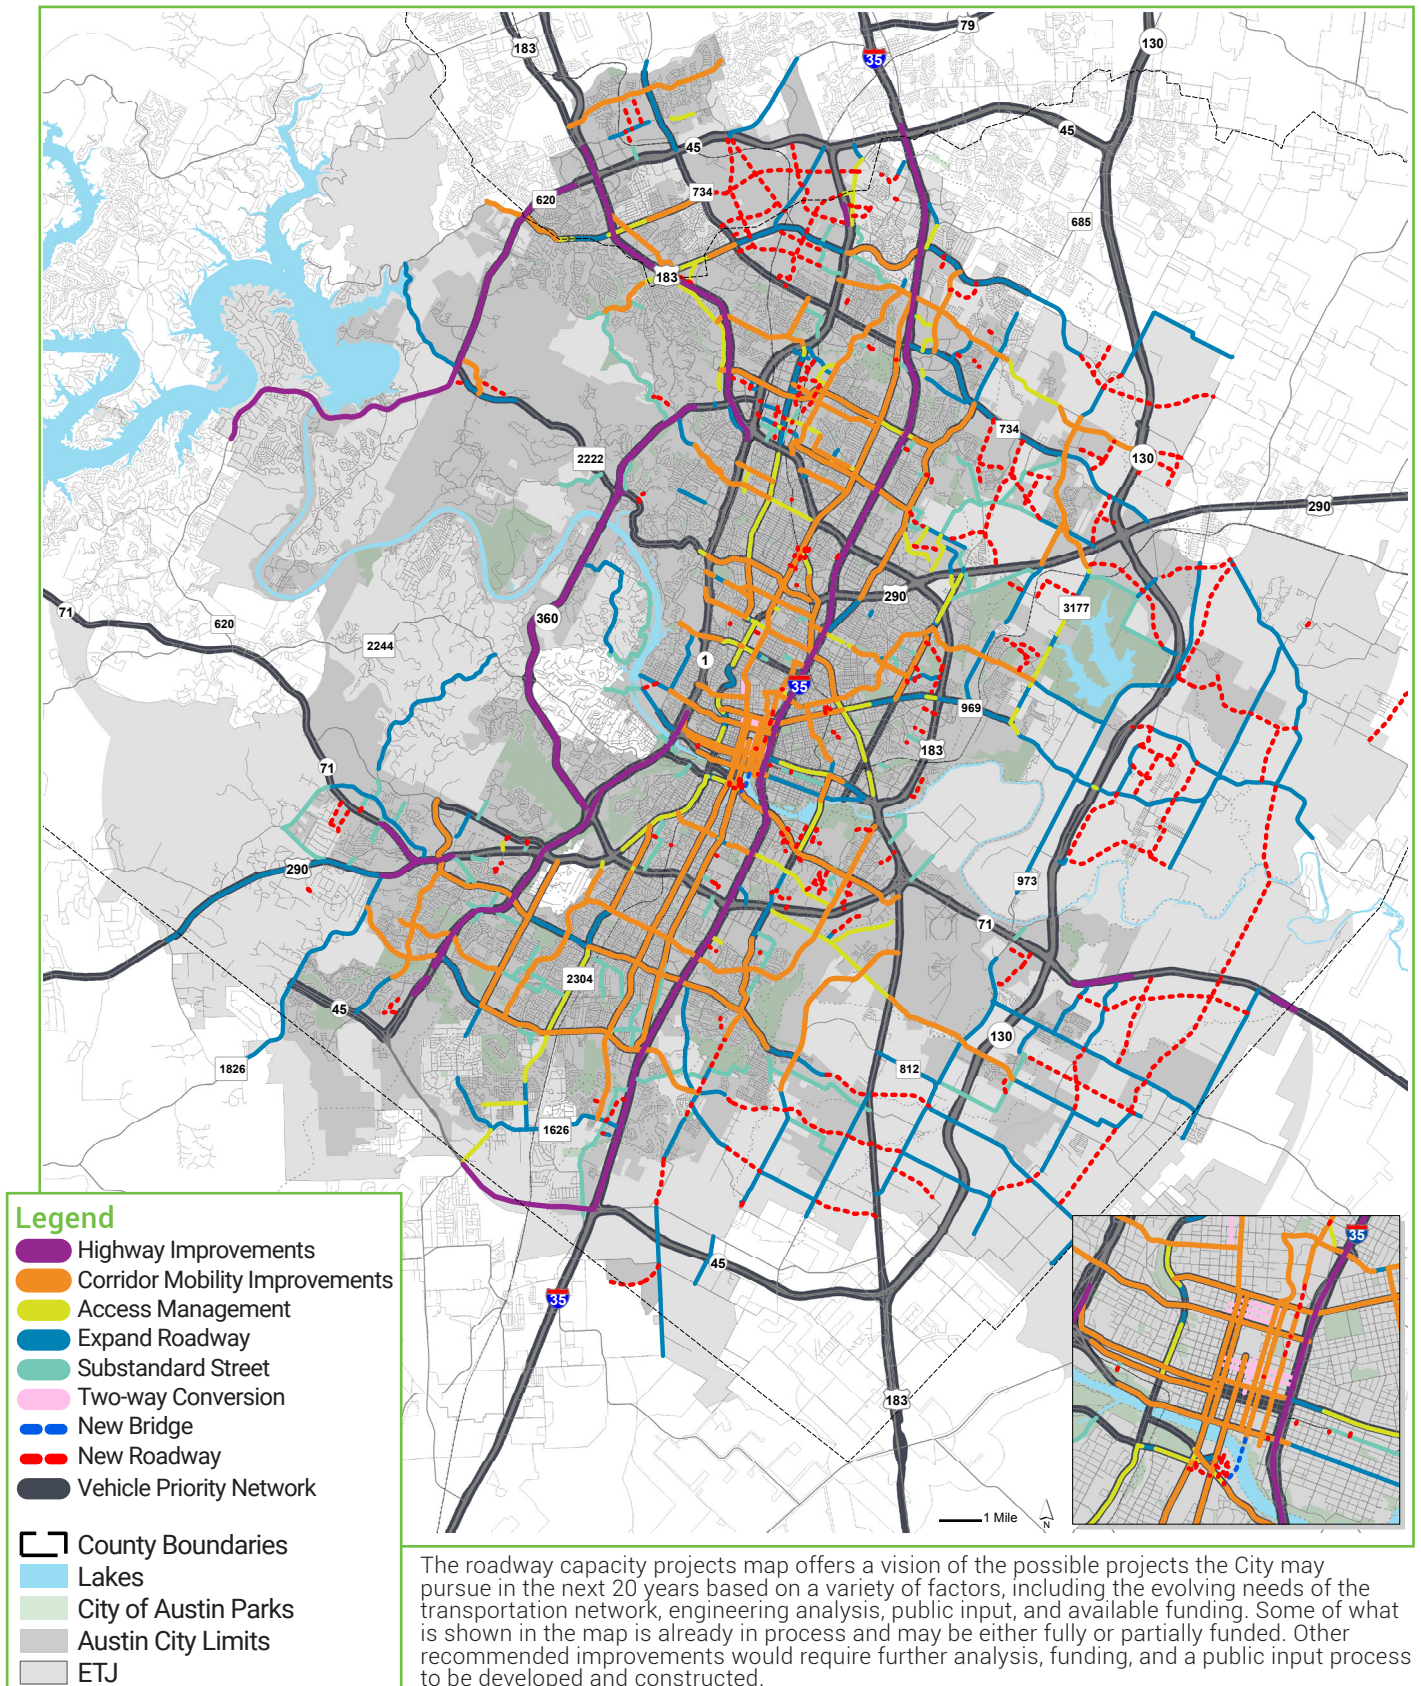 183
79
35
130
45
45
620
734
685
183
2222
734
130
290
290
71
620
2244
360
3177
1
35
969
183
71
290
973
71
2304
45
130
1826
812
1626
45
35
183
35
1 Mile
N
Legend
Highway Improvements
Corridor Mobility Improvements
Access Management
Expand Roadway
Substandard Street
Two-way Conversion
New Bridge
New Roadway
Vehicle Priority Network
County Boundaries
Lakes
City of Austin Parks
Austin City Limits
ETJ
The roadway capacity projects map offers a vision of the possible projects the City may
pursue in the next 20 years based on a variety of factors, including the evolving needs of the
transportation network, engineering analysis, public input, and available funding. Some of what
is shown in the map is already in process and may be either fully or partially funded. Other
recommended improvements would require further analysis, funding, and a public input process
to be developed and constructed.